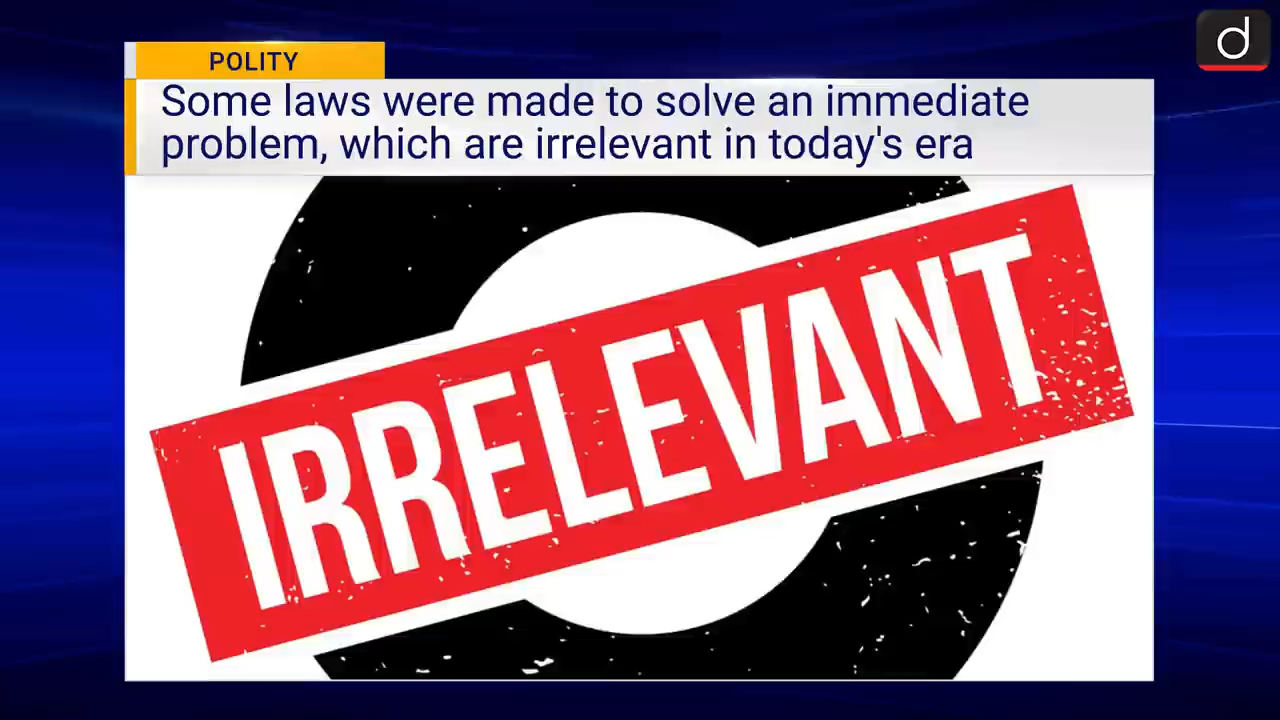 POLITY
d
Some laws were made to solve an immediate
problem, which are irrelevant in today's era
IRRELEVANT